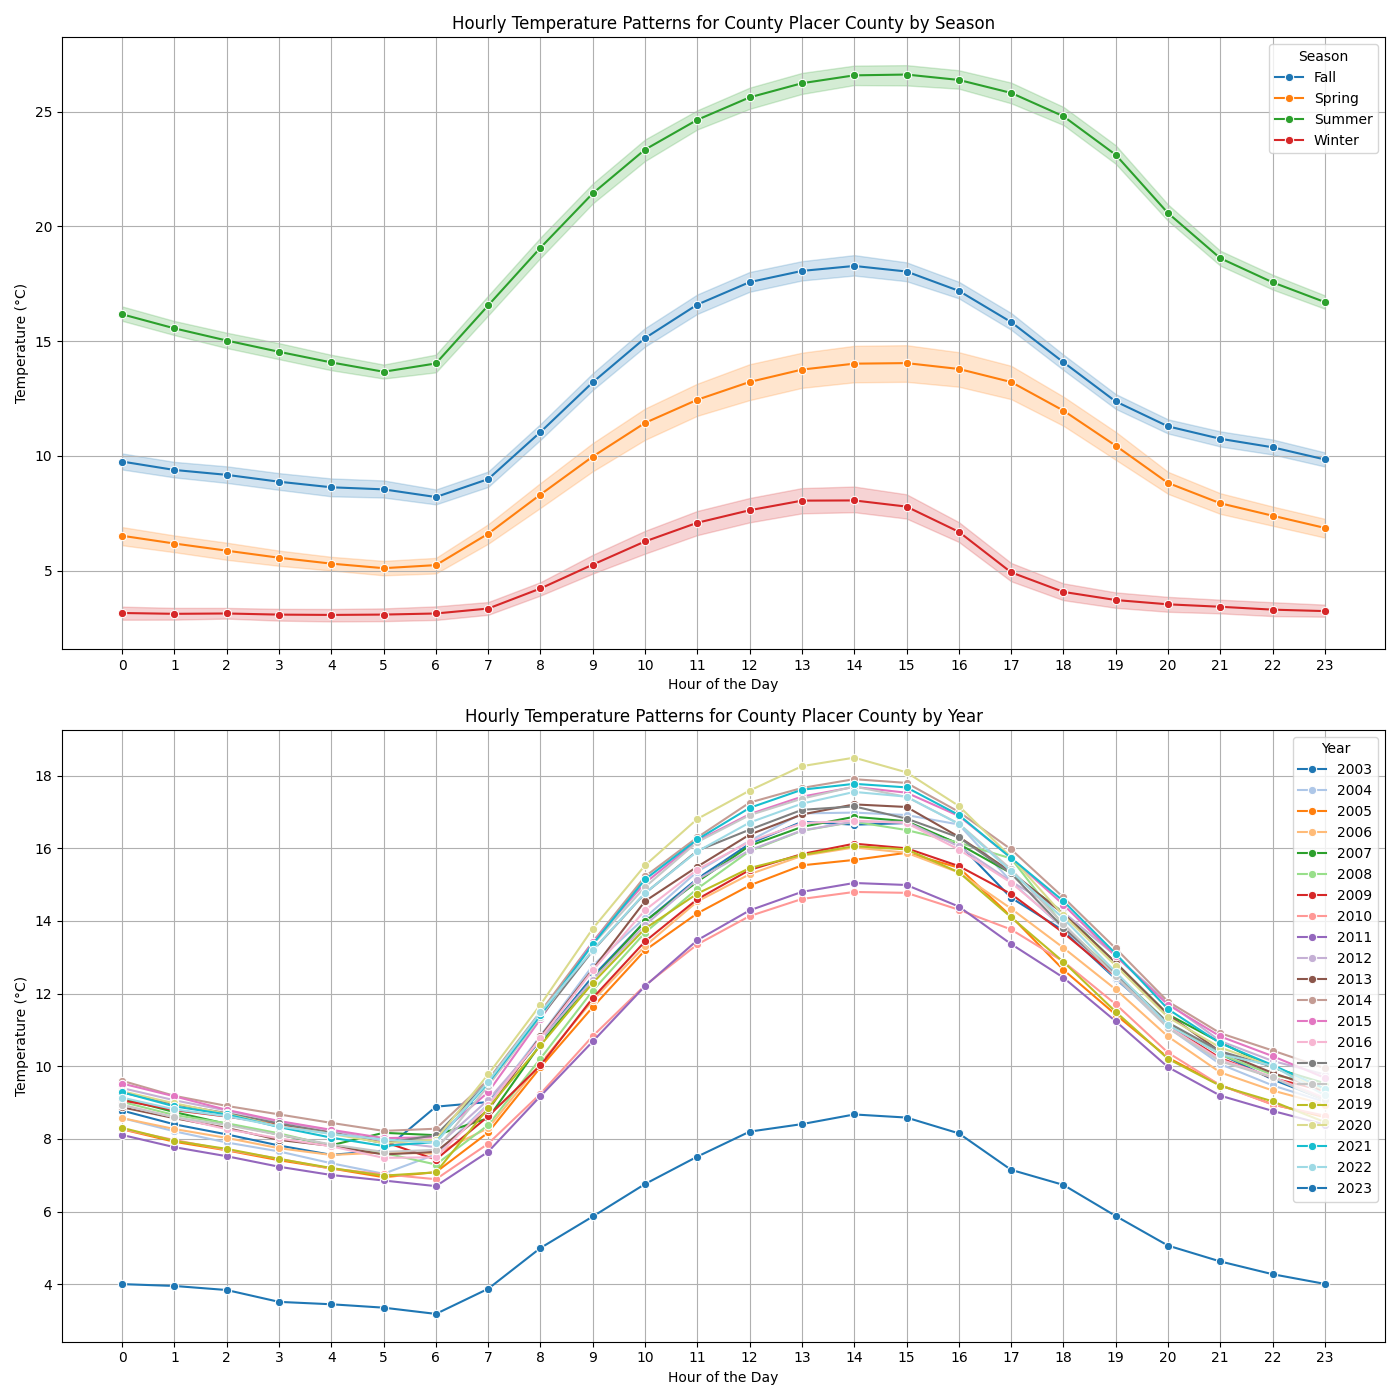 Hourly Temperature Patterns for County Placer County by Season
Season
Fall
Spring
Summer
Winter
25
20
15
10
5
Temperature (°C)
0 1 2 3 4 5 6 7 8 9 10 11 12 13 14 15 16 17 18 19 20 21 22 23
Hour of the Day
Hourly Temperature Patterns for County Placer County by Year
Year
2003
2004
2005
2006
2007
2008
2009
2010
2011
2012
2013
2014
2015
2016
2017
2018
2019
2020
2021
2022
2023
18
16
14
12
10
8
6
4
Temperature (°C)
0 1 2 3 4 5 6 7 8 9 10 11 12 13 14 15 16 17 18 19 20 21 22 23
Hour of the Day